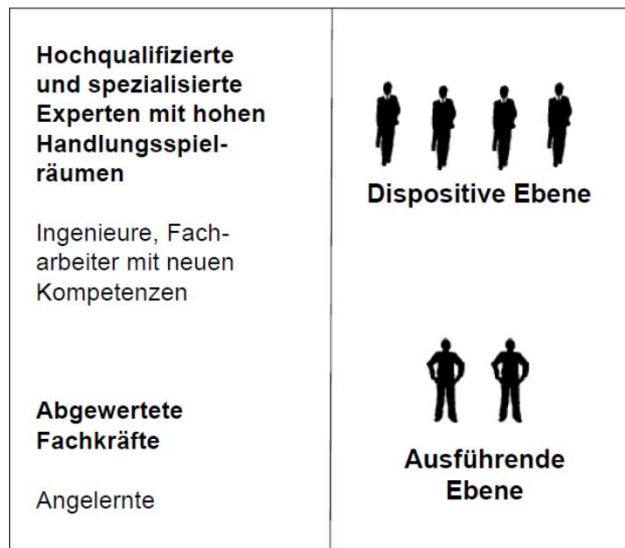 Hochqualifizierte
und spezialisierte
Experten mit hohen
Handlungsspiel-
räumen
Ingenieure, Fach-
arbeiter mit neuen
Kompetenzen
Dispositive Ebene
Abgewertete
Fachkräfte
Angelernte
Ausführende
Ebene